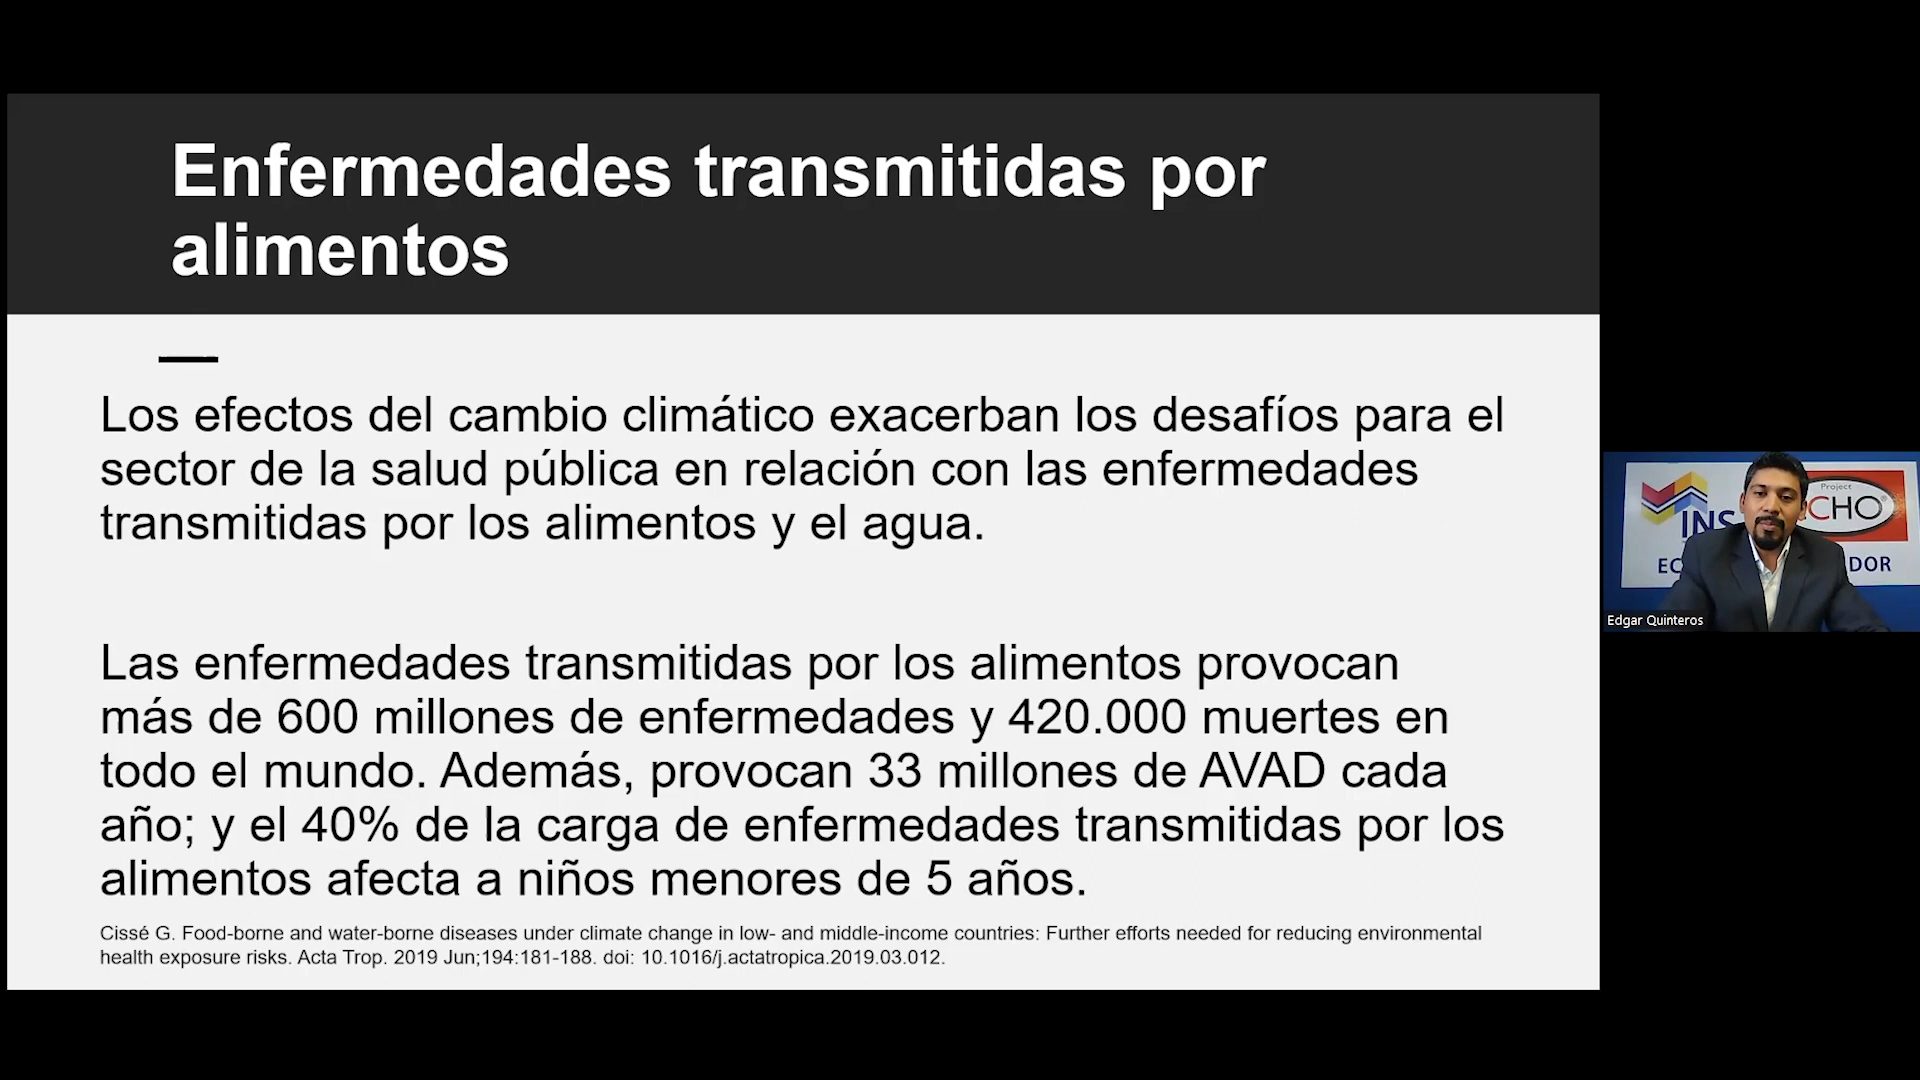 Enfermedades transmitidas por
alimentos
Los efectos del cambio climático exacerban los desafíos para el
sector de la salud pública en relación con las enfermedades
transmitidas por los alimentos y el agua.
Las enfermedades transmitidas por los alimentos provocan
más de 600 millones de enfermedades y 420.000 muertes en
todo el mundo. Además, provocan 33 millones de AVAD cada
año; y el 40% de la carga de enfermedades transmitidas por los
alimentos afecta a niños menores de 5 años.
Cissé G. Food-borne and water-borne diseases under climate change in low- and middle-income countries: Further efforts needed for reducing environmental
health exposure risks. Acta Trop. 2019 Jun;194:181-188. doi: 10.1016/j.actatropica.2019.03.012.
Project
INS CHO
EC DOR
Edgar Quinteros